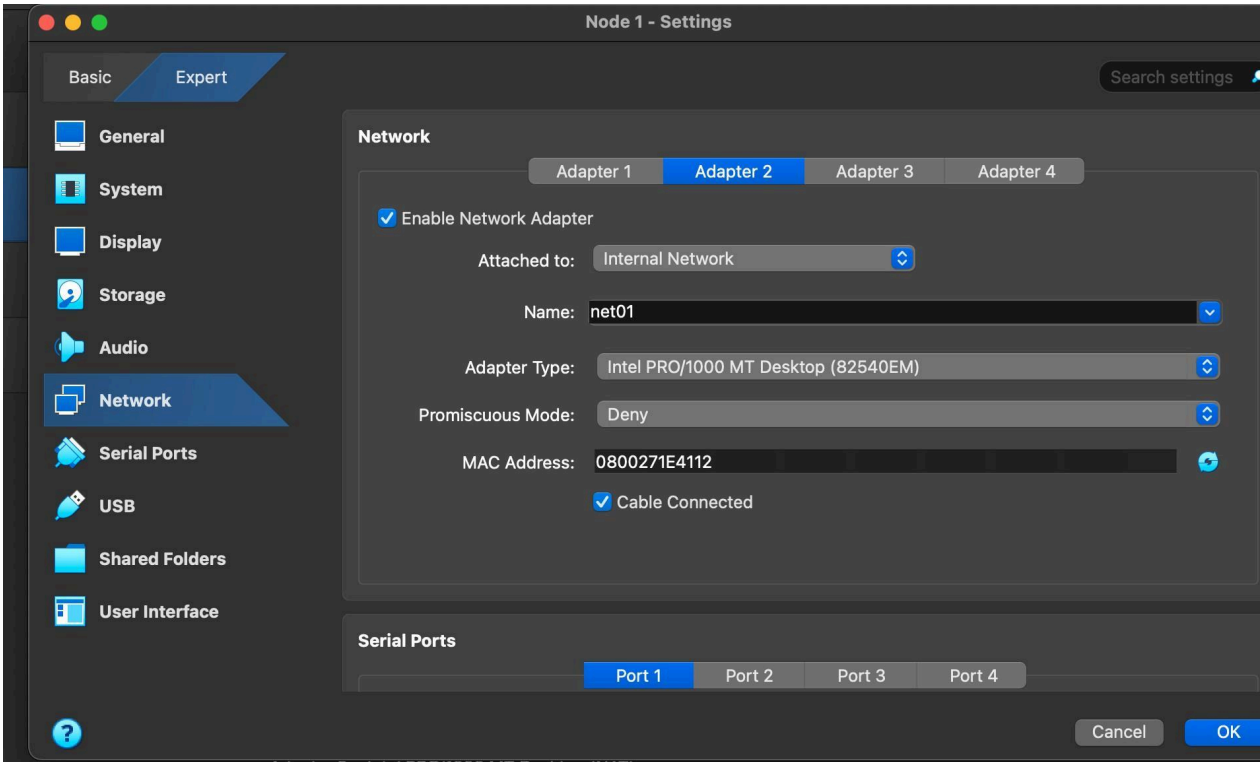 Node 1 - Settings
Basic Expert
Search settings
General
System
Display
Storage
Audio
Network
Serial Ports
USB
Shared Folders
User Interface
Network
Adapter 1 Adapter 2 Adapter 3 Adapter 4
Enable Network Adapter
Attached to: Internal Network
Name: net01
Adapter Type: Intel PRO/1000 MT Desktop (82540EM)
Promiscuous Mode: Deny
MAC Address: 0800271E4112
Cable Connected
Serial Ports
Port 1 Port 2 Port 3 Port 4
?
Cancel OK